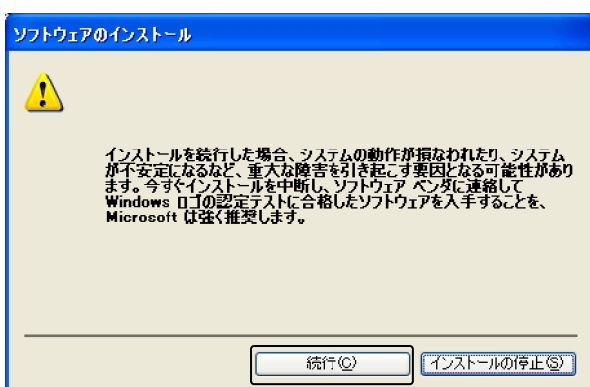 ソフトウェアのインストール
インストールを続行した場合、システムの動作が損なわれたり、システム
が不安定になるなど、重大な障害を引き起こす要因となる可能性があり
ます。今すぐインストールを中断し、ソフトウェア ベンダに連絡して
Windows ロゴの認定テストに合格したソフトウェアを入手することを、
Microsoft は強く推奨します。
続行(C) インストールの停止(S)